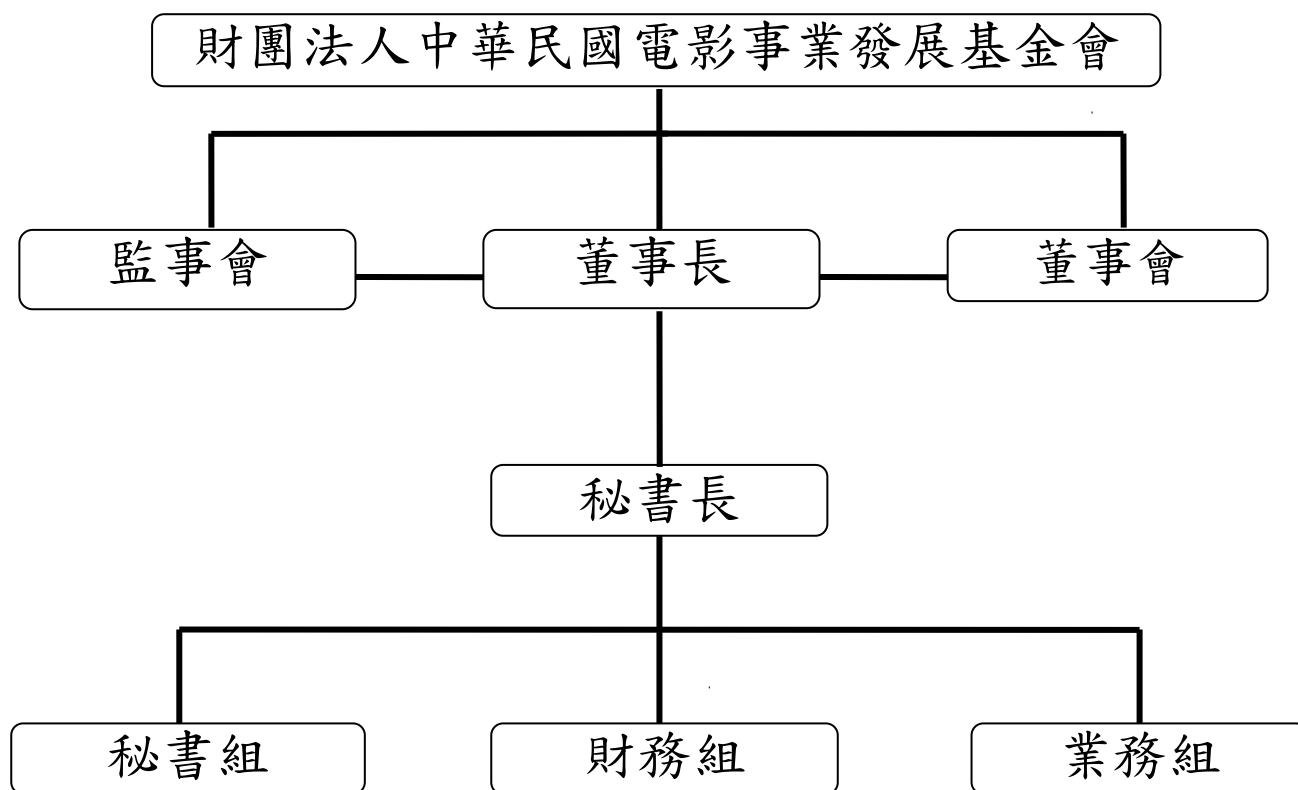 財團法人中華民國電影事業發展基金會
監事會
董事長
董事會
秘書長
秘書組
財務組
業務組